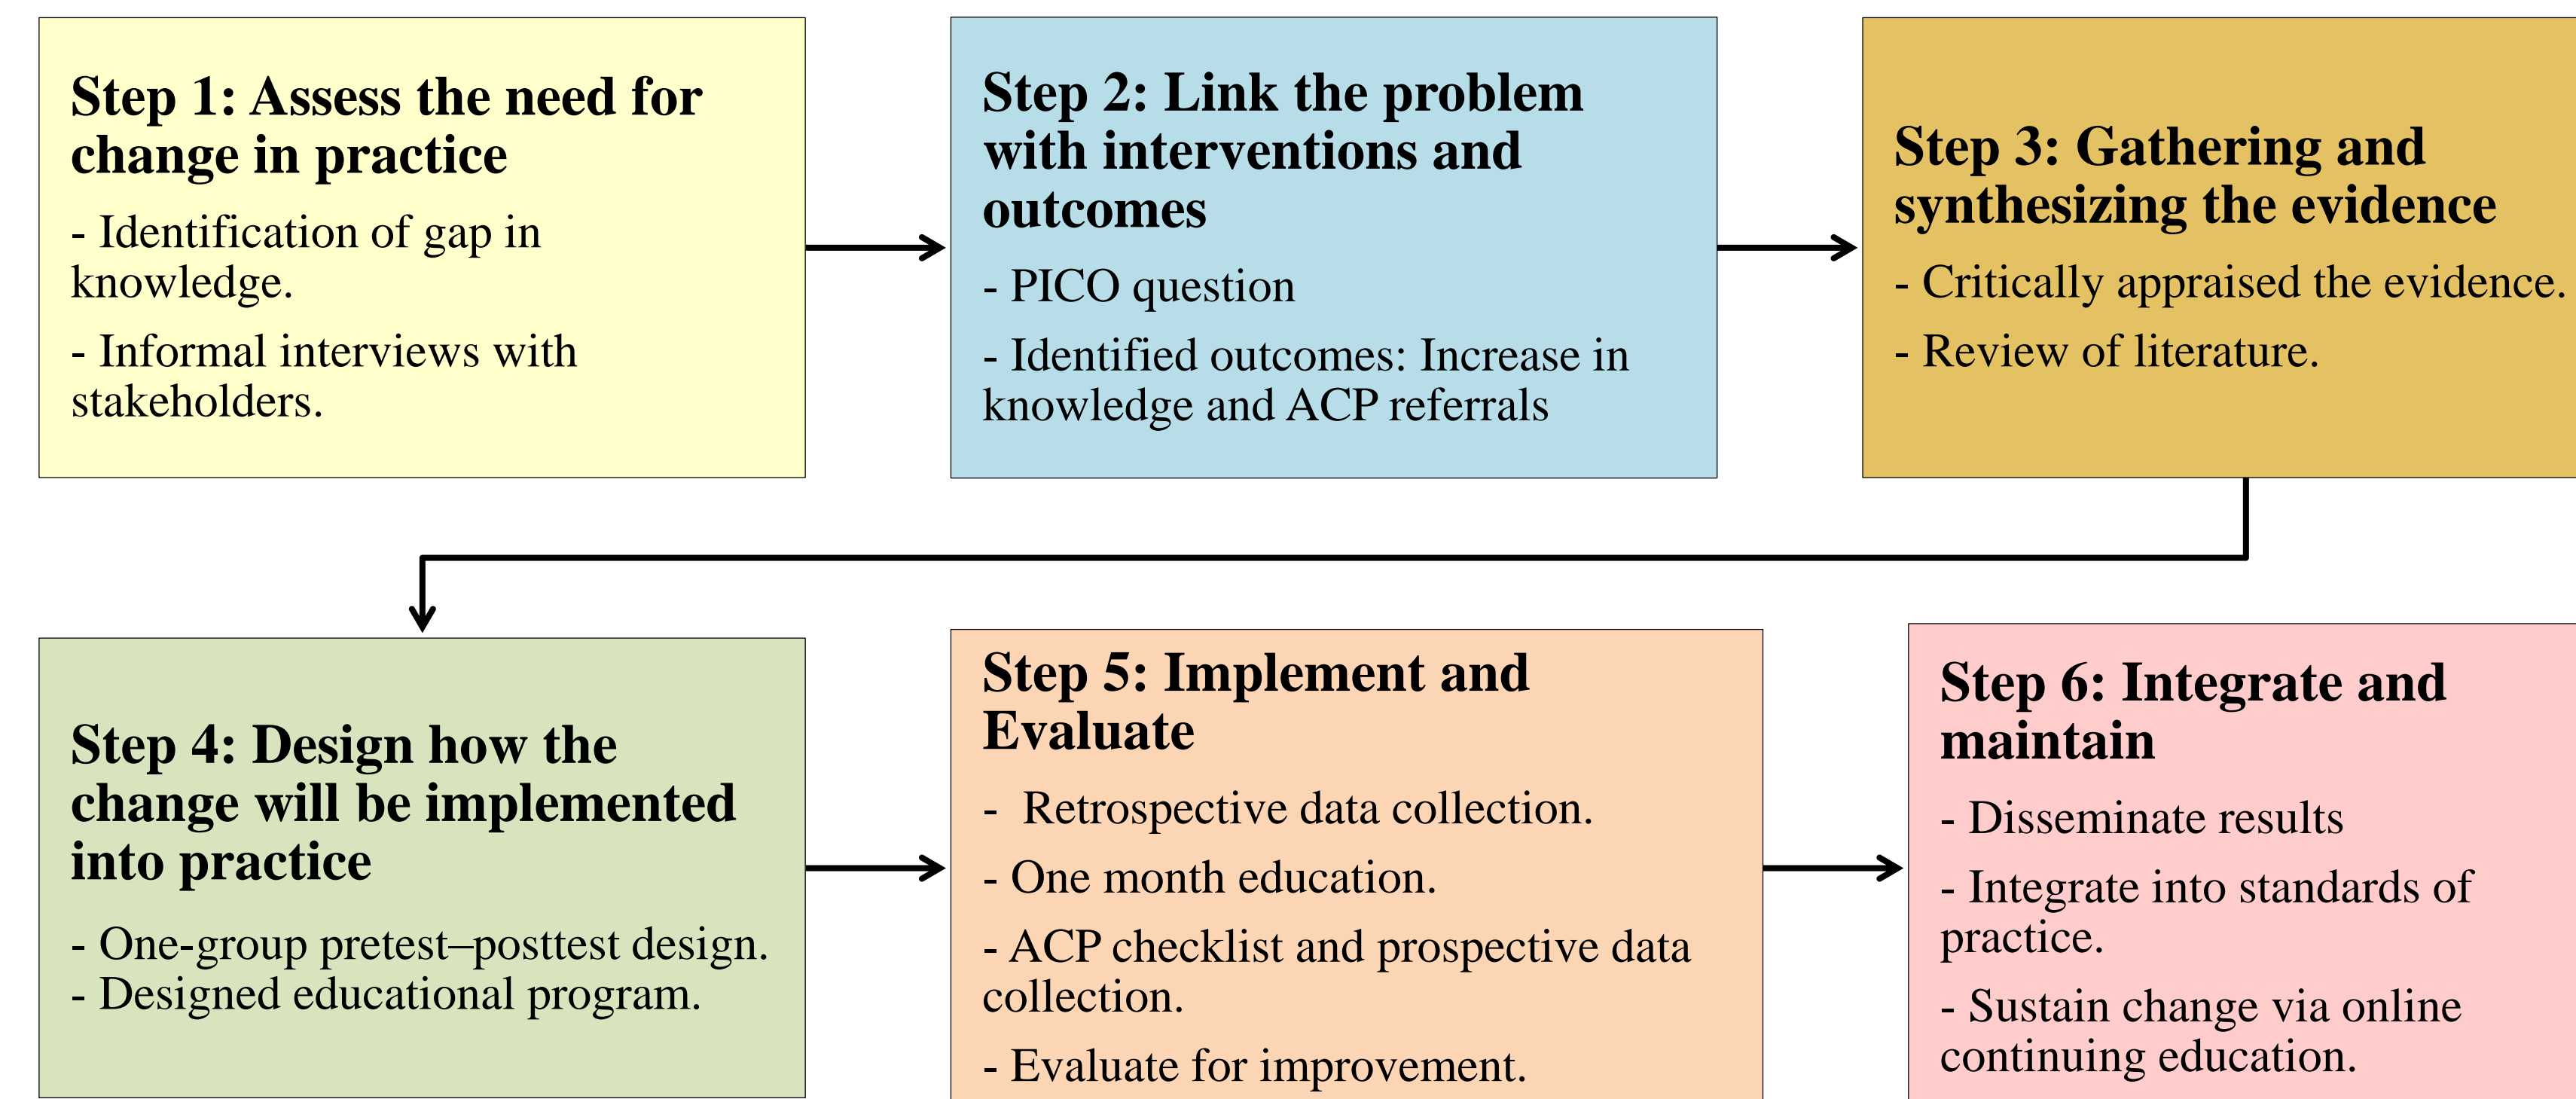 Step 1: Assess the need for
change in practice
- Identification of gap in
knowledge.
- Informal interviews with
stakeholders.
Step 2: Link the problem
with interventions and
outcomes
- PICO question
- Identified outcomes: Increase in
knowledge and ACP referrals
Step 3: Gathering and
synthesizing the evidence
- Critically appraised the evidence.
- Review of literature.
Step 4: Design how the
change will be implemented
into practice
- One-group pretest–posttest design.
- Designed educational program.
Step 5: Implement and
Evaluate
-  Retrospective data collection.
- One month education.
- ACP checklist and prospective data
collection.
- Evaluate for improvement.
Step 6: Integrate and
maintain
- Disseminate results
- Integrate into standards of
practice.
- Sustain change via online
continuing education.